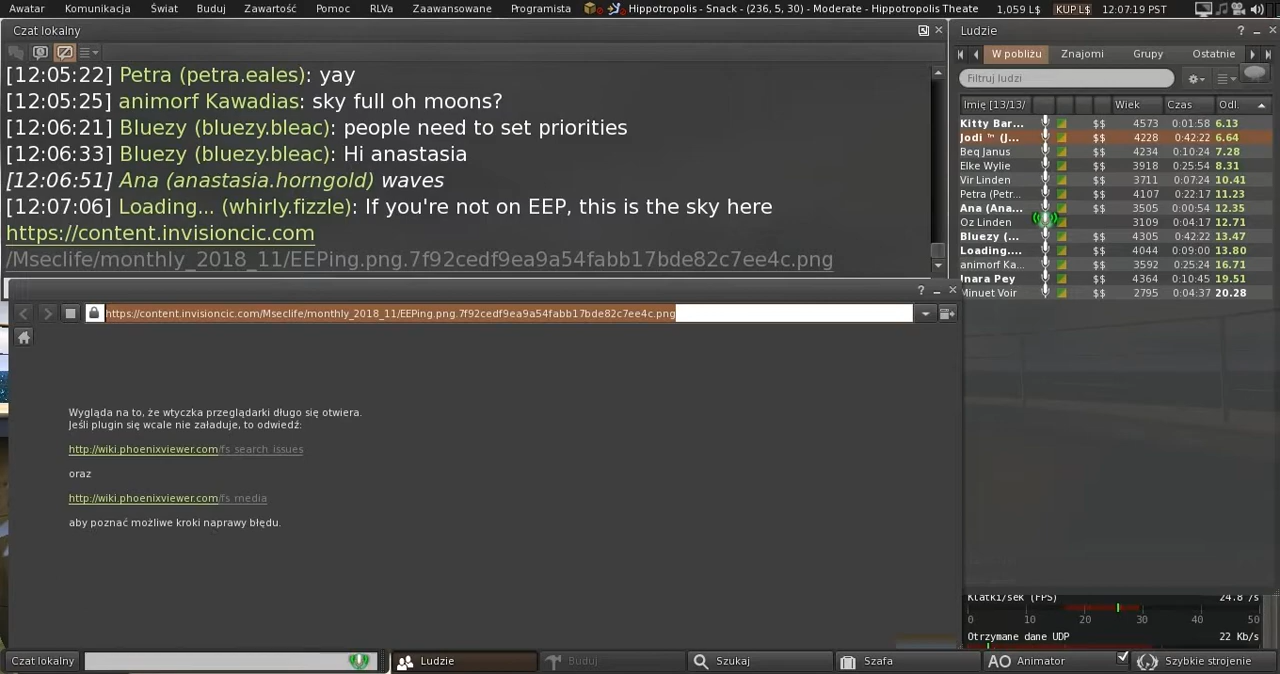 Awatar Komunikacja Świat Buduj Zawartość Pomoc RLVa Zaawansowane Programista Hippotropolis - Snack - (236, 5, 30) - Moderate - Hippotropolis Theate 1,059 L$ KUP L$ 12:07:19 PST
Czat lokalny
[12:05:22] Petra (petra.eales): yay
[12:05:25] animorf Kawadias: sky full oh moons?
[12:06:21] Bluezy (bluezy.bleac): people need to set priorities
[12:06:33] Bluezy (bluezy.bleac): Hi anastasia
[12:06:51] Ana (anastasia.horngold) waves
[12:07:06] Loading... (whirly.fizzle): If you're not on EEP, this is the sky here
https://content.invisioncic.com
/Mseclife/monthly_2018_11/EEPing.png.7f92cedf9ea9a54fabb17bde82c7ee4c.png
Ludzie
W pobliżu Znajomi Grupy Ostatnie
Filtruj ludzi
Imię [13/13/ Wiek Czas Odl.
Kitty Bar... $$ 4573 0:01:58 6.13
Jodi ™ (J... $$ 4228 0:42:22 6.64
Beq Janus $$ 4234 0:10:24 7.28
Elke Wylie $$ 3918 0:25:54 8.31
Vir Linden $$ 3711 0:07:24 10.41
Petra (Petr... $$ 4107 0:22:17 11.23
Ana (Ana... $$ 3505 0:00:54 12.35
Oz Linden 3109 0:04:17 12.71
Bluezy (... $$ 4305 0:42:22 13.47
Loading.... $$ 4044 0:09:00 13.80
animorf Ka... $$ 3592 0:25:24 16.71
Inara Pey $$ 4364 0:10:45 19.51
Minuet Voir $$ 2795 0:04:37 20.28
https://content.invisioncic.com/Mseclife/monthly_2018_11/EEPing.png.7f92cedf9ea9a54fabb17bde82c7ee4c.png
Wygląda na to, że wtyczka przeglądarki długo się otwiera.
Jeśli plugin się wcale nie załaduje, to odwiedź:
http://wiki.phoenixviewer.com/fs_search_issues
oraz
http://wiki.phoenixviewer.com/fs_media
aby poznać możliwe kroki naprawy błędu.
Klatki/sek (FPS) 24.8 /s
0 10 20 30 40 50
Otrzymane dane UDP 22 Kb/s
Czat lokalny Ludzie Buduj Szukaj Szafa AO Animator Szybkie strojenie